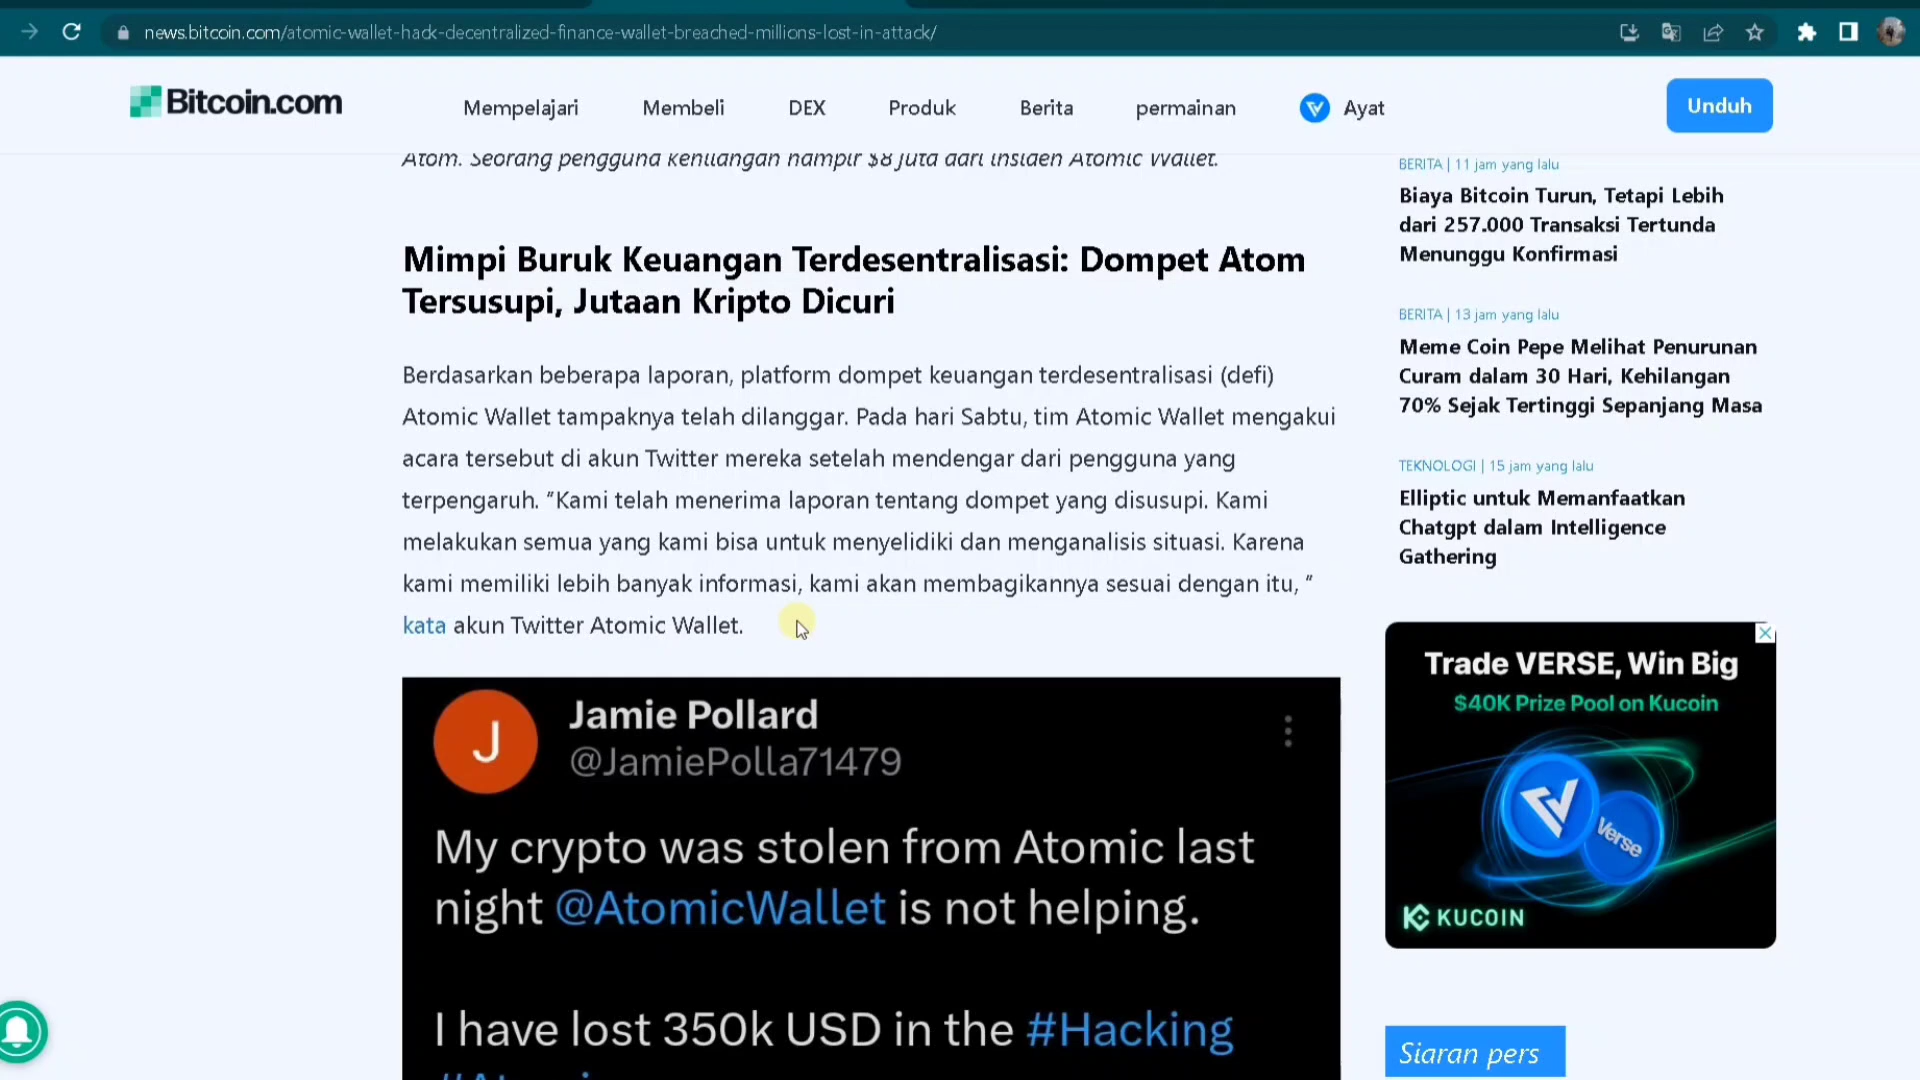 news.bitcoin.com/atomic-wallet-hack-decentralized-finance-wallet-breached-millions-lost-in-attack/
Bitcoin.com
Mempelajari
Membeli
DEX
Produk
Berita
permainan
Ayat
Unduh
Atom. Seorang pengguna kehilangan hampir $8 juta dari insiden Atomic Wallet.
Mimpi Buruk Keuangan Terdesentralisasi: Dompet Atom
Tersusupi, Jutaan Kripto Dicuri
Berdasarkan beberapa laporan, platform dompet keuangan terdesentralisasi (defi)
Atomic Wallet tampaknya telah dilanggar. Pada hari Sabtu, tim Atomic Wallet mengakui
acara tersebut di akun Twitter mereka setelah mendengar dari pengguna yang
terpengaruh. “Kami telah menerima laporan tentang dompet yang disusupi. Kami
melakukan semua yang kami bisa untuk menyelidiki dan menganalisis situasi. Karena
kami memiliki lebih banyak informasi, kami akan membagikannya sesuai dengan itu, ”
kata akun Twitter Atomic Wallet.
J
Jamie Pollard
@JamiePolla71479
My crypto was stolen from Atomic last
night @AtomicWallet is not helping.
I have lost 350k USD in the #Hacking
BERITA | 11 jam yang lalu
Biaya Bitcoin Turun, Tetapi Lebih
dari 257.000 Transaksi Tertunda
Menunggu Konfirmasi
BERITA | 13 jam yang lalu
Meme Coin Pepe Melihat Penurunan
Curam dalam 30 Hari, Kehilangan
70% Sejak Tertinggi Sepanjang Masa
TEKNOLOGI | 15 jam yang lalu
Elliptic untuk Memanfaatkan
Chatgpt dalam Intelligence
Gathering
Trade VERSE, Win Big
$40K Prize Pool on Kucoin
Verse
KUCOIN
Siaran pers